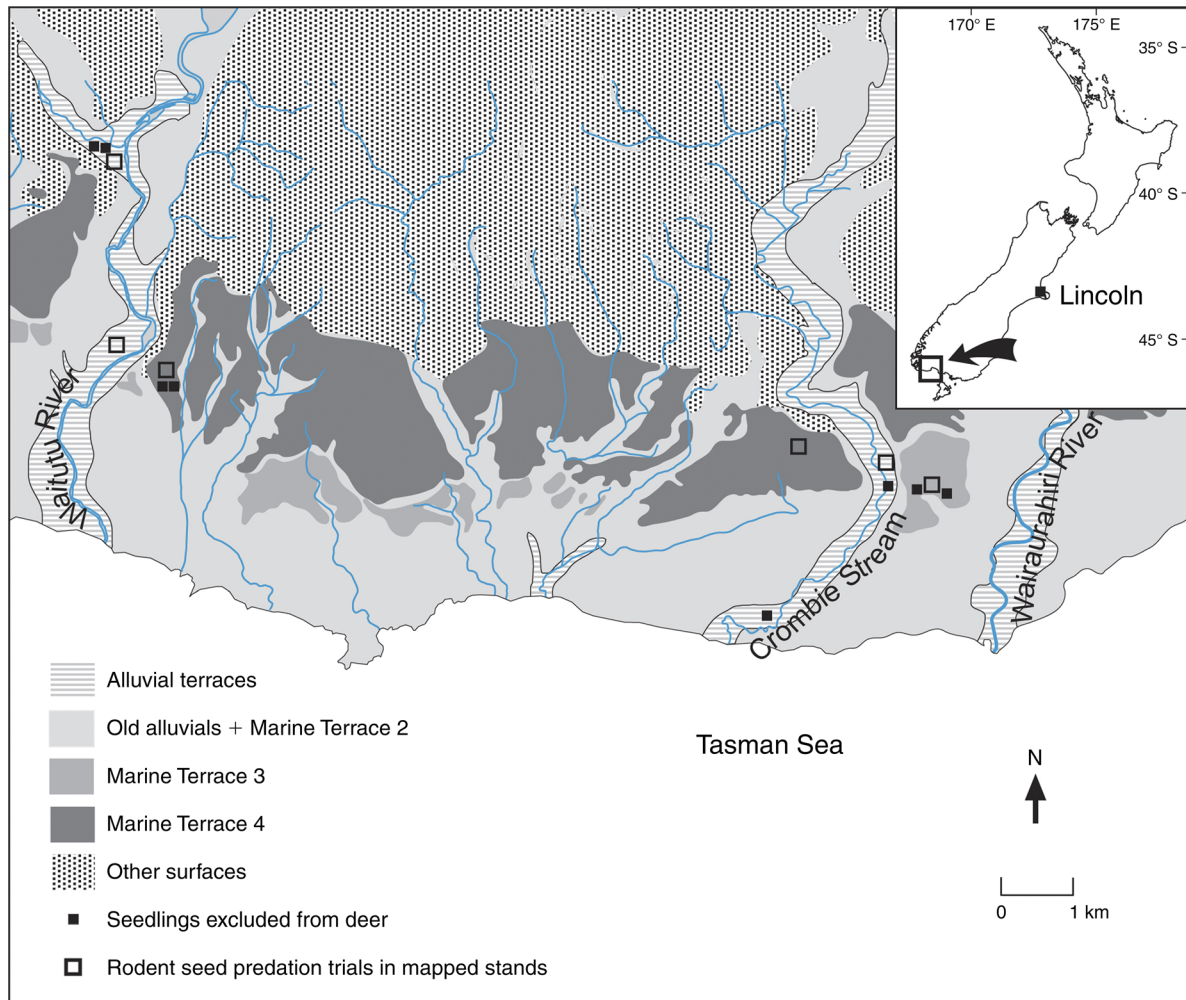 170° E
175° E
35° S
40° S
45° S
Lincoln
Waitutu River
Crombie Stream
Wairaurahiri River
Alluvial terraces
Old alluvials + Marine Terrace 2
Marine Terrace 3
Marine Terrace 4
Other surfaces
Seedlings excluded from deer
Rodent seed predation trials in mapped stands
Tasman Sea
N
0 1 km